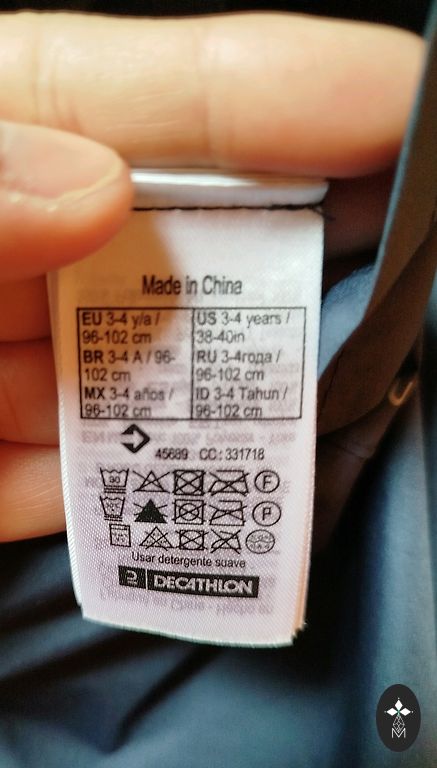 Made in China
EU 3-4 y/a /
96-102 cm
US 3-4 years /
38-40in
BR 3-4 A / 96-
102 cm
RU 3-4года /
96-102 cm
MX 3-4 años /
96-102 cm
ID 3-4 Tahun /
96-102 cm
45689 CC: 331718
30
F
P
Usar detergente suave
DECATHLON
M